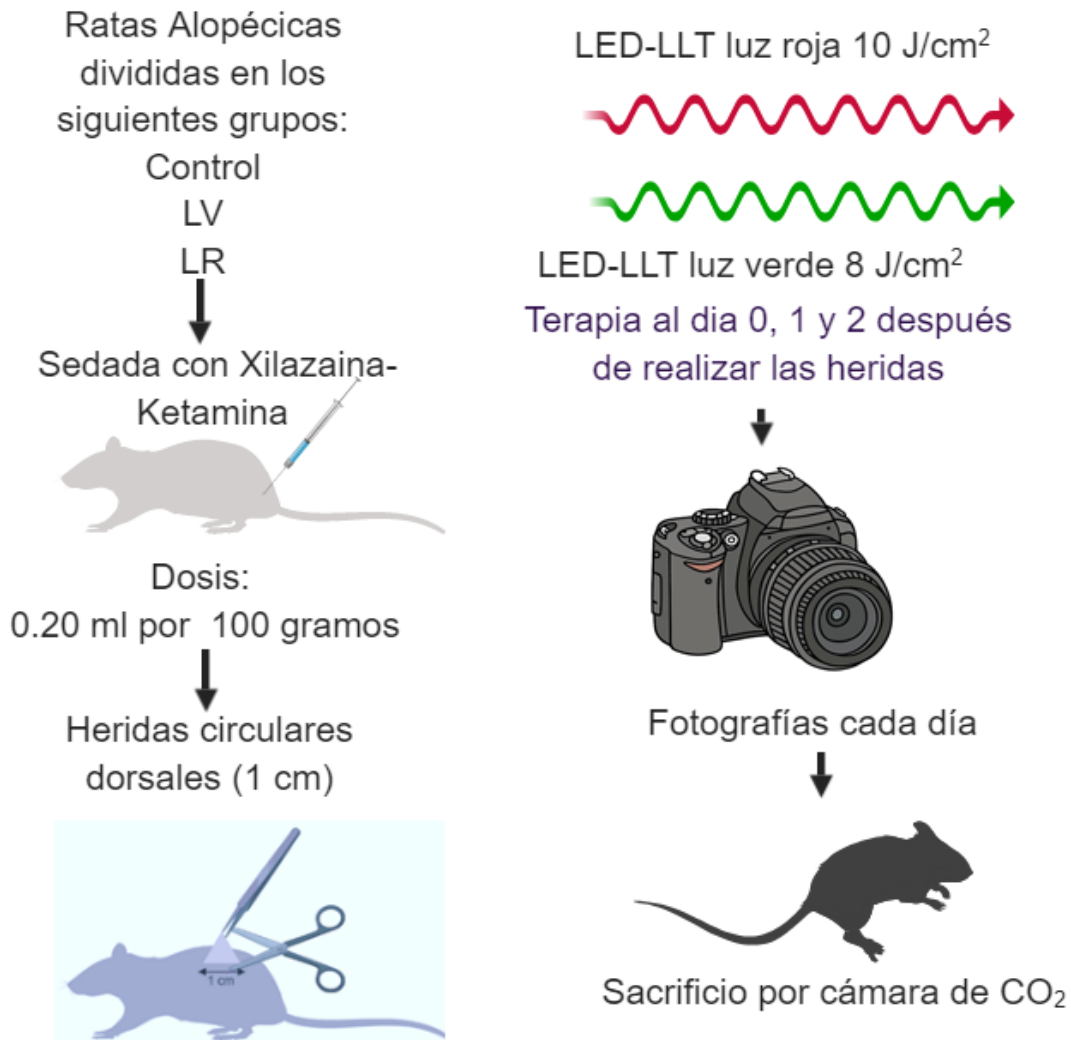 Ratas Alopécicas
divididas en los
siguientes grupos:
Control
LV
LR
Sedada con Xilazaina-
Ketamina
Dosis:
0.20 ml por  100 gramos
Heridas circulares
dorsales (1 cm)
1 cm
LED-LLT luz roja 10 J/cm²
LED-LLT luz verde 8 J/cm²
Terapia al dia 0, 1 y 2 después
de realizar las heridas
Fotografías cada día
Sacrificio por cámara de CO₂